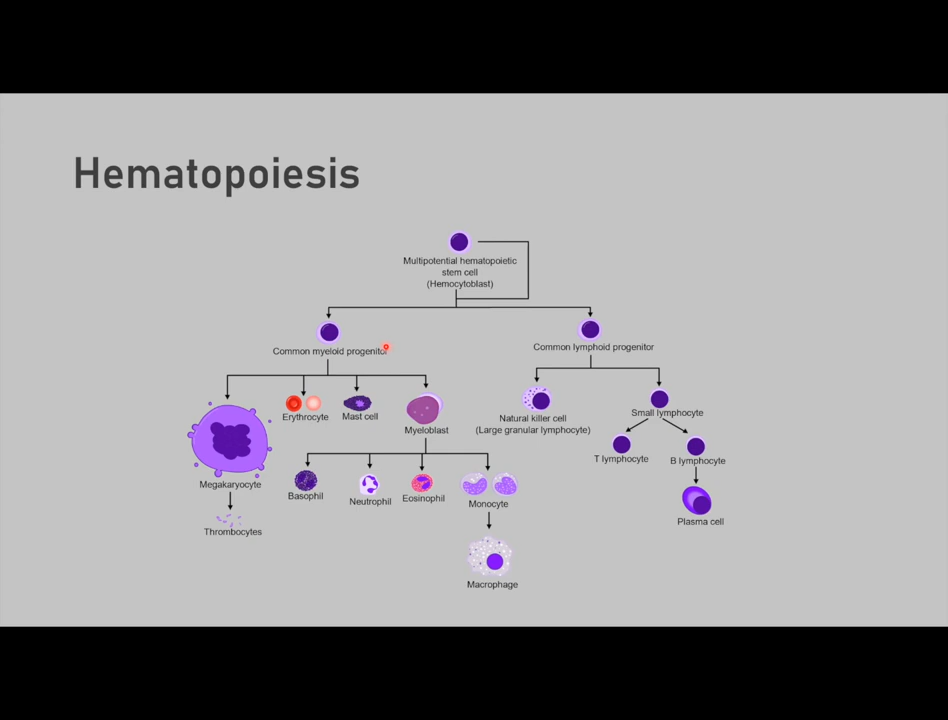 Hematopoiesis
Multipotential hematopoietic
stem cell
(Hemocytoblast)
Common myeloid progenitor
Common lymphoid progenitor
Erythrocyte
Mast cell
Myeloblast
Natural killer cell
(Large granular lymphocyte)
Small lymphocyte
T lymphocyte
B lymphocyte
Megakaryocyte
Basophil
Neutrophil
Eosinophil
Monocyte
Plasma cell
Thrombocytes
Macrophage